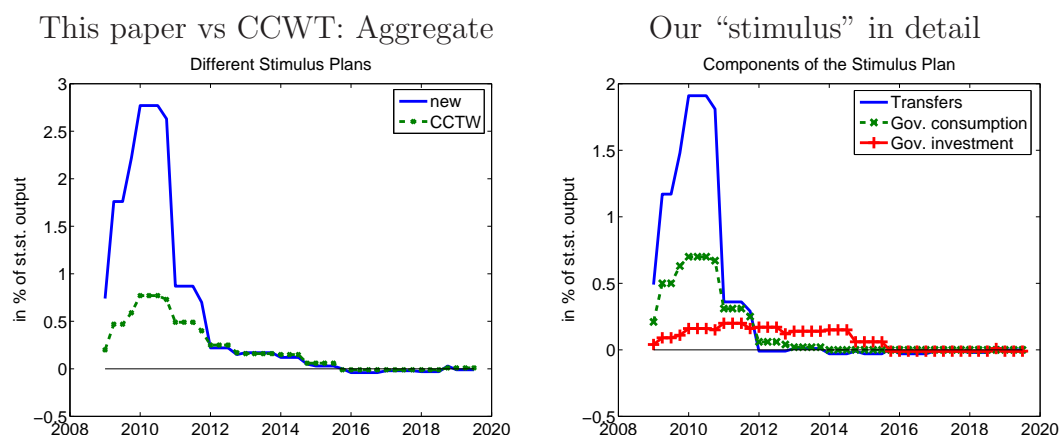 This paper vs CCWT: Aggregate
Different Stimulus Plans
in % of st.st. output
3
2.5
2
1.5
1
0.5
0
−0.5
2008 2010 2012 2014 2016 2018 2020
new
CCTW
Our “stimulus” in detail
Components of the Stimulus Plan
in % of st.st. output
2
1.5
1
0.5
0
−0.5
2008 2010 2012 2014 2016 2018 2020
Transfers
Gov. consumption
Gov. investment